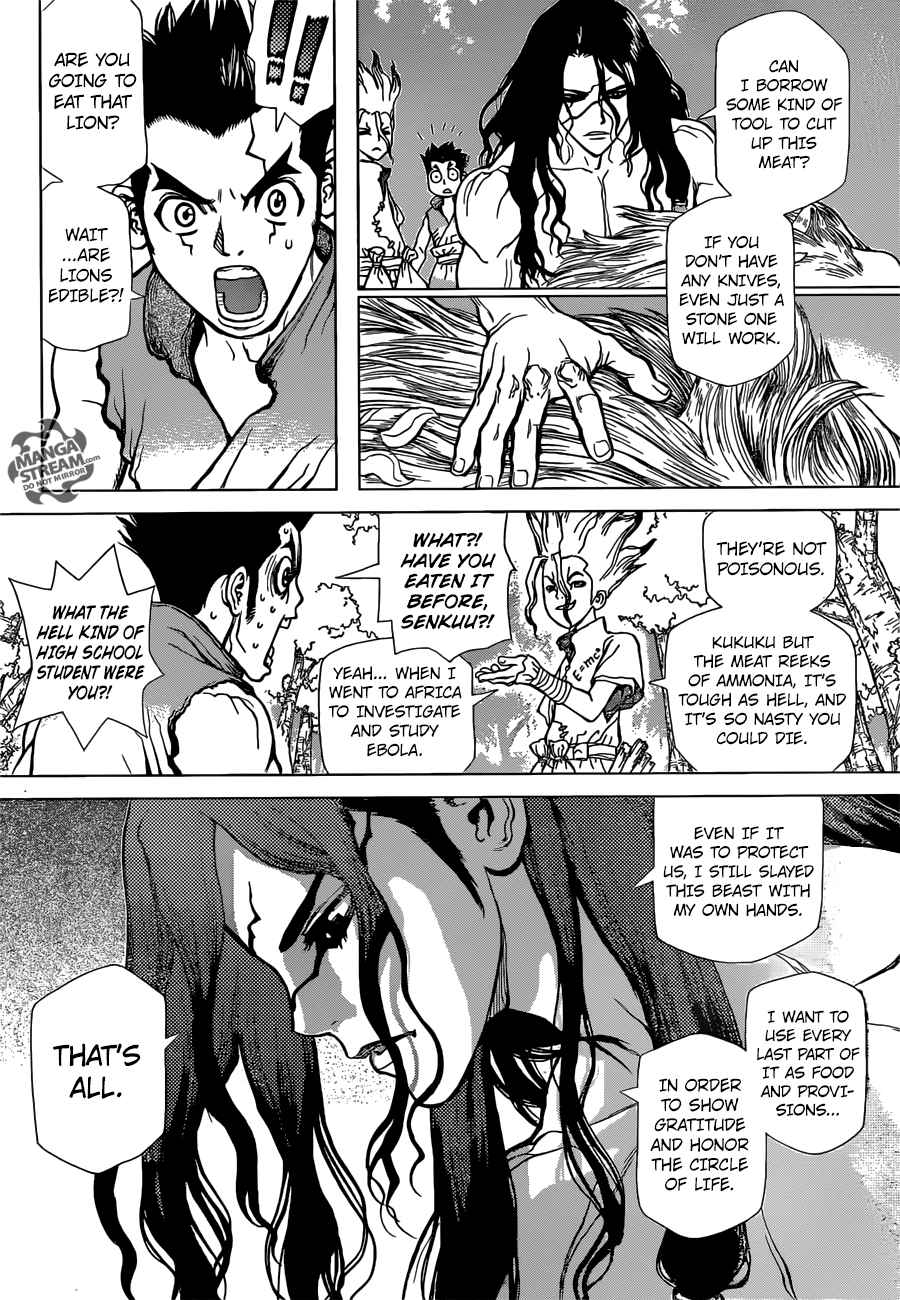 CAN
I BORROW
SOME KIND OF
TOOL TO CUT
UP THIS
MEAT?
IF YOU
DON'T HAVE
ANY KNIVES,
EVEN JUST A
STONE ONE
WILL WORK.
!!
ARE YOU
GOING TO
EAT THAT
LION?
WAIT
...ARE
LIONS
EDIBLE?!
MANGA
STREAM.com
DO NOT MIRROR
THEY'RE NOT
POISONOUS.
KUKUKU BUT
THE MEAT REEKS
OF AMMONIA, IT'S
TOUGH AS HELL, AND
IT'S SO NASTY YOU
COULD DIE.
E=mc²
WHAT?!
HAVE YOU
EATEN IT
BEFORE,
SENKUU?!
YEAH... WHEN I
WENT TO AFRICA
TO INVESTIGATE
AND STUDY
EBOLA.
WHAT THE
HELL KIND OF
HIGH SCHOOL
STUDENT WERE
YOU?!
EVEN IF IT
WAS TO PROTECT
US, I STILL SLAYED
THIS BEAST WITH
MY OWN HANDS.
I WANT TO
USE EVERY
LAST PART OF
IT AS FOOD
AND PROVI-
SIONS...
IN ORDER
TO SHOW
GRATITUDE
AND HONOR
THE CIRCLE
OF LIFE.
THAT'S
ALL.